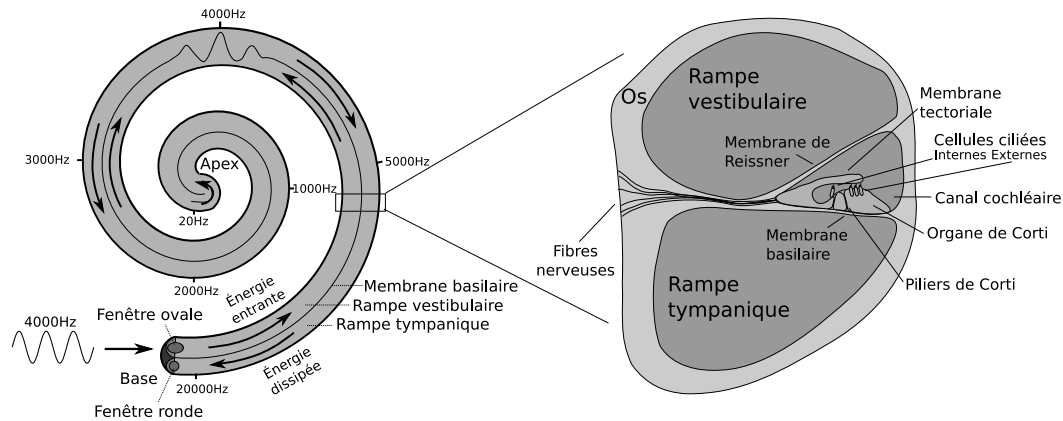 4000Hz
3000Hz
5000Hz
Apex
1000Hz
20Hz
2000Hz
Énergie
entrante
Membrane basilaire
Rampe vestibulaire
Rampe tympanique
Fenêtre ovale
4000Hz
Base
20000Hz
Énergie
dissipée
Fenêtre ronde
Os
Rampe
vestibulaire
Membrane
tectoriale
Membrane de
Reissner
Cellules ciliées
Internes Externes
Canal cochléaire
Organe de Corti
Membrane
basilaire
Fibres
nerveuses
Piliers de Corti
Rampe
tympanique